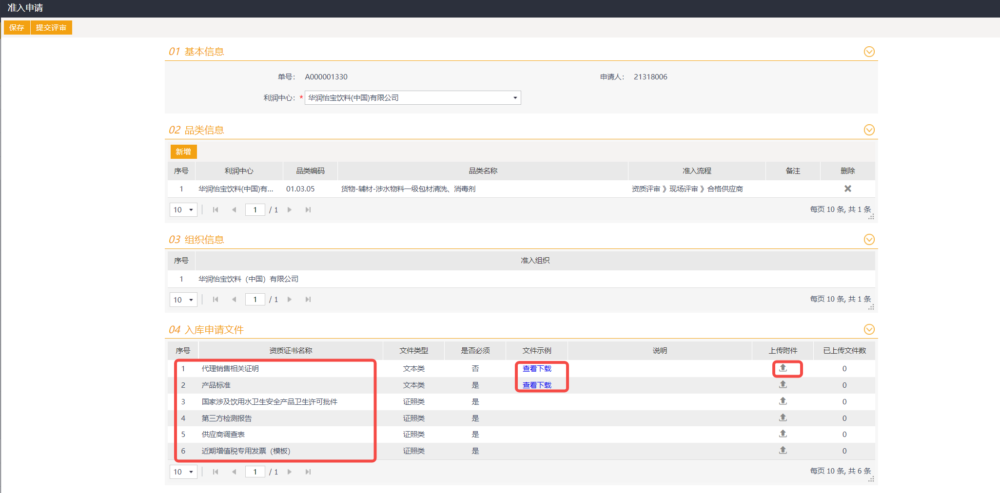 准入申请
保存 提交评审
01 基本信息
单号： A000001330 申请人： 21318006
利润中心：* 华润怡宝饮料(中国)有限公司
02 品类信息
新增
序号 利润中心 品类编码 品类名称 准入流程 备注 删除
1 华润怡宝饮料(中国)有... 01.03.05 货物-辅材-涉水物料一级包材清洗、消毒剂 资质评审 》现场评审 》合格供应商
10 1 / 1 每页 10 条, 共 1 条
03 组织信息
序号 准入组织
1 华润怡宝饮料（中国）有限公司
10 1 / 1 每页 10 条, 共 1 条
04 入库申请文件
序号 资质证书名称 文件类型 是否必须 文件示例 说明 上传附件 已上传文件数
1 代理销售相关证明 文本类 否 查看下载 0
2 产品标准 文本类 是 查看下载 0
3 国家涉及饮用水卫生安全产品卫生许可批件 证照类 是 0
4 第三方检测报告 证照类 是 0
5 供应商调查表 证照类 是 0
6 近期增值税专用发票（模板） 证照类 是 0
10 1 / 1 每页 10 条, 共 6 条